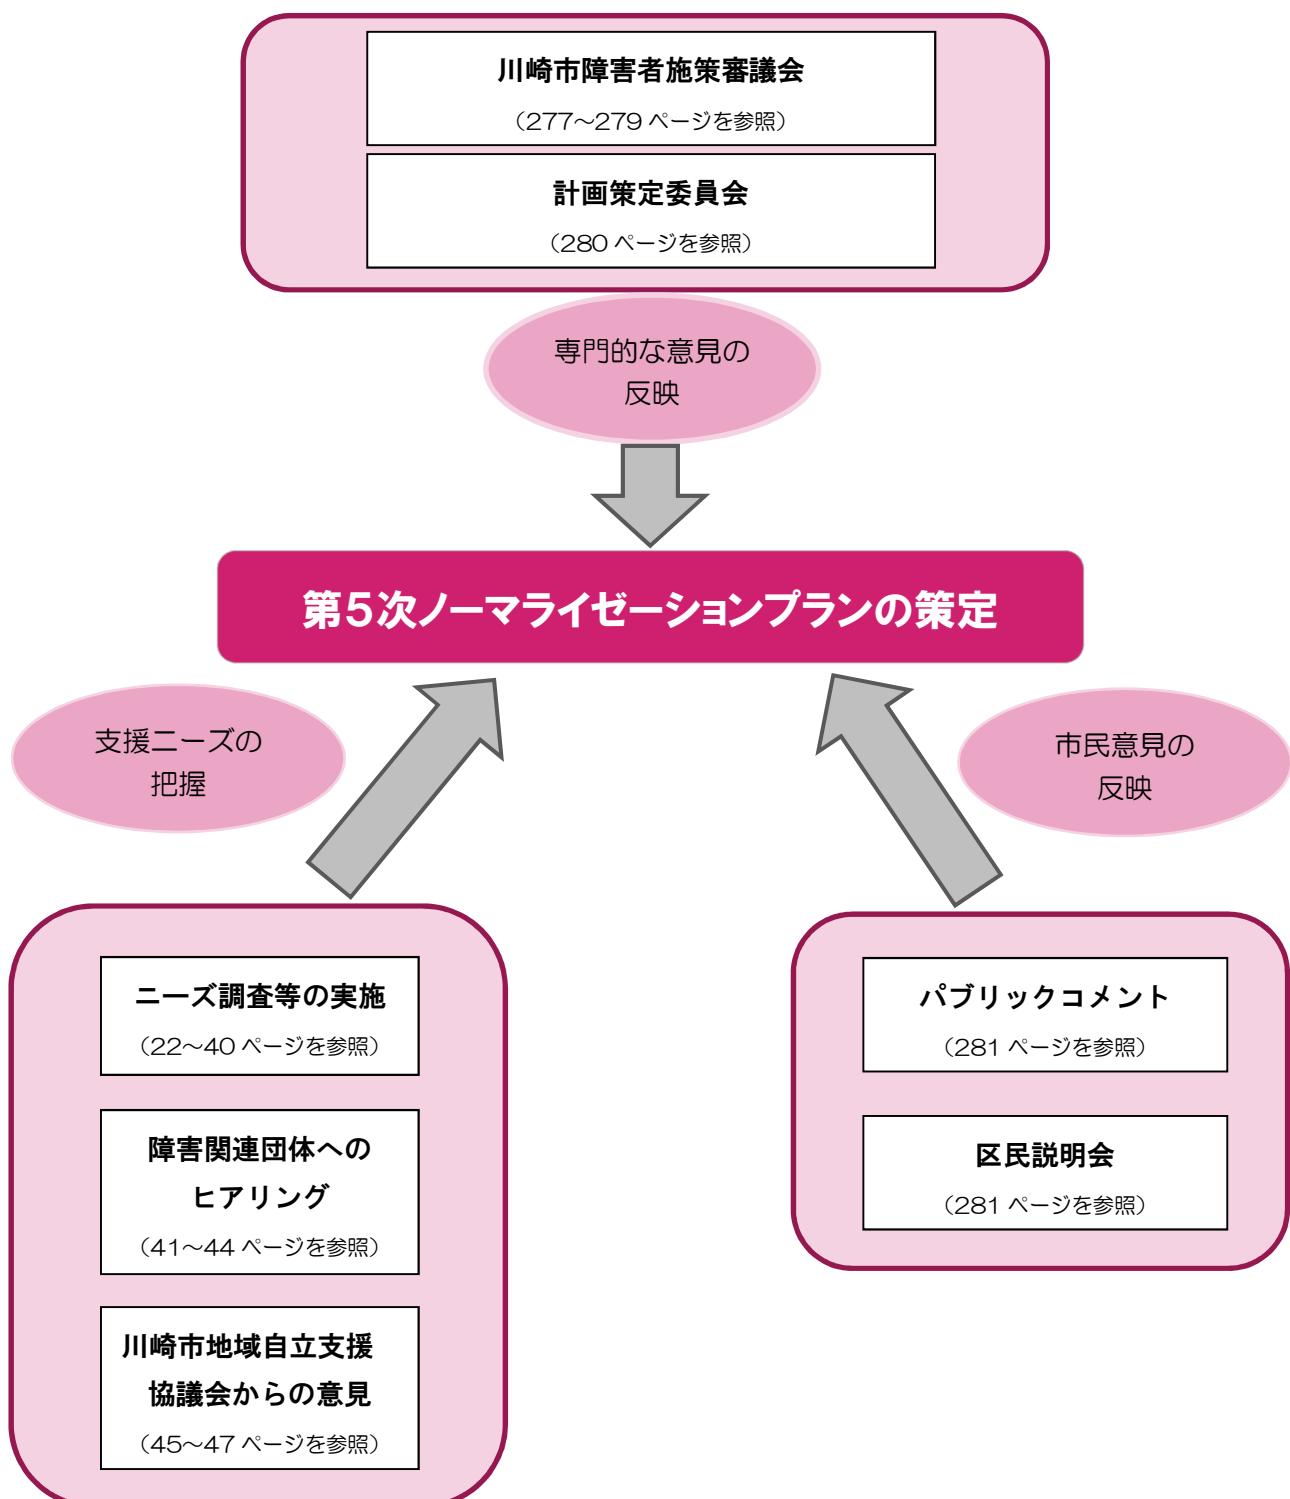 川崎市障害者施策審議会
（277～279 ページを参照）
計画策定委員会
（280 ページを参照）
専門的な意見の
反映
第5次ノーマライゼーションプランの策定
支援ニーズの
把握
市民意見の
反映
ニーズ調査等の実施
（22～40 ページを参照）
障害関連団体への
ヒアリング
（41～44 ページを参照）
川崎市地域自立支援
協議会からの意見
（45～47 ページを参照）
パブリックコメント
（281 ページを参照）
区民説明会
（281 ページを参照）